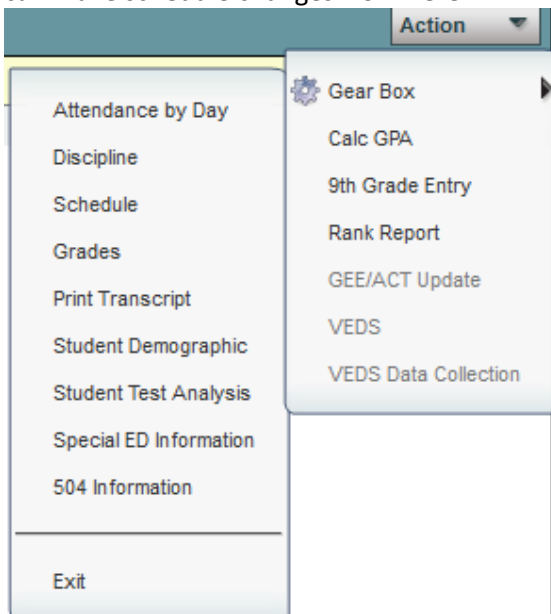 Action
Gear Box
Calc GPA
9th Grade Entry
Rank Report
GEE/ACT Update
VEDS
VEDS Data Collection
Attendance by Day
Discipline
Schedule
Grades
Print Transcript
Student Demographic
Student Test Analysis
Special ED Information
504 Information
Exit